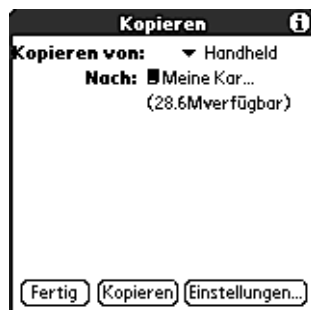 Kopieren
Kopieren von: Handheld
Nach: Meine Kar...
(28.6Mverfügbar)
Fertig Kopieren Einstellungen...